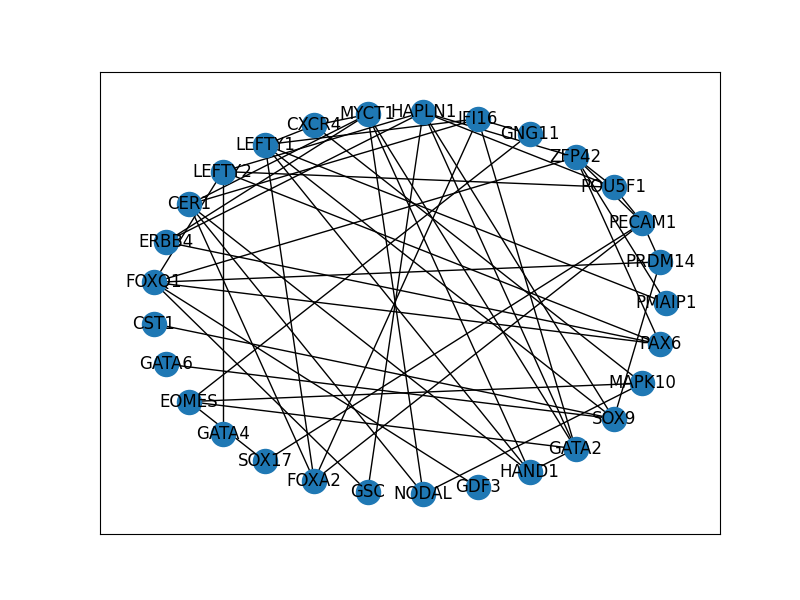 MYCT1
HAPLN1
IFI16
CXCR4
GNG11
LEFTY1
ZFP42
LEFTY2
POU5F1
CER1
PECAM1
ERBB4
PRDM14
FOXO1
PMAIP1
CST1
PAX6
GATA6
MAPK10
EOMES
SOX9
GATA4
GATA2
SOX17
HAND1
FOXA2
GSC
NODAL
GDF3